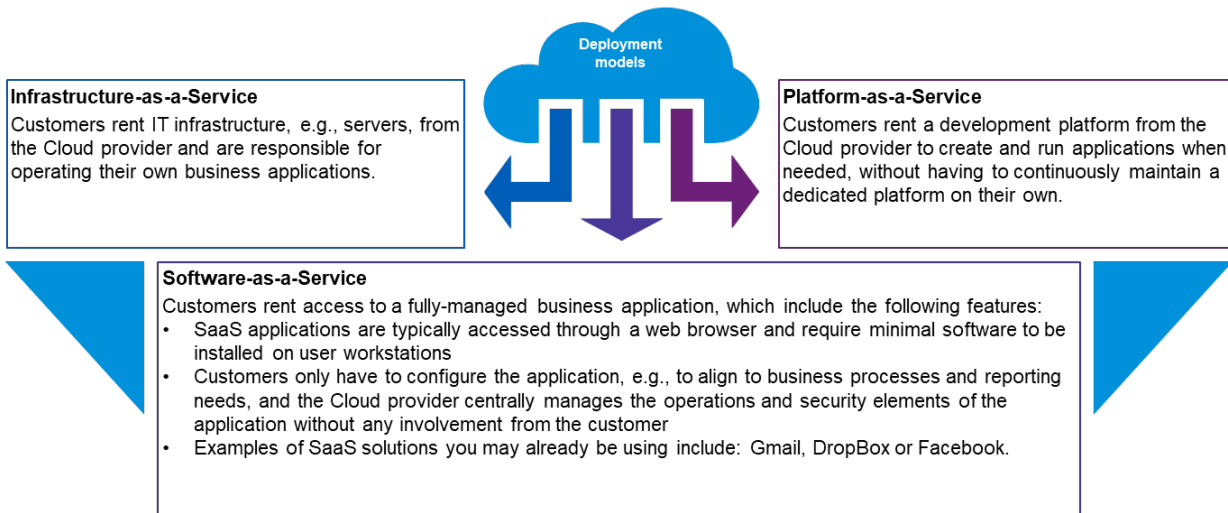 Deployment
models
Infrastructure-as-a-Service
Customers rent IT infrastructure, e.g., servers, from
the Cloud provider and are responsible for
operating their own business applications.
Platform-as-a-Service
Customers rent a development platform from the
Cloud provider to create and run applications when
needed, without having to continuously maintain a
dedicated platform on their own.
Software-as-a-Service
Customers rent access to a fully-managed business application, which include the following features:
• SaaS applications are typically accessed through a web browser and require minimal software to be
installed on user workstations
• Customers only have to configure the application, e.g., to align to business processes and reporting
needs, and the Cloud provider centrally manages the operations and security elements of the
application without any involvement from the customer
• Examples of SaaS solutions you may already be using include: Gmail, DropBox or Facebook.